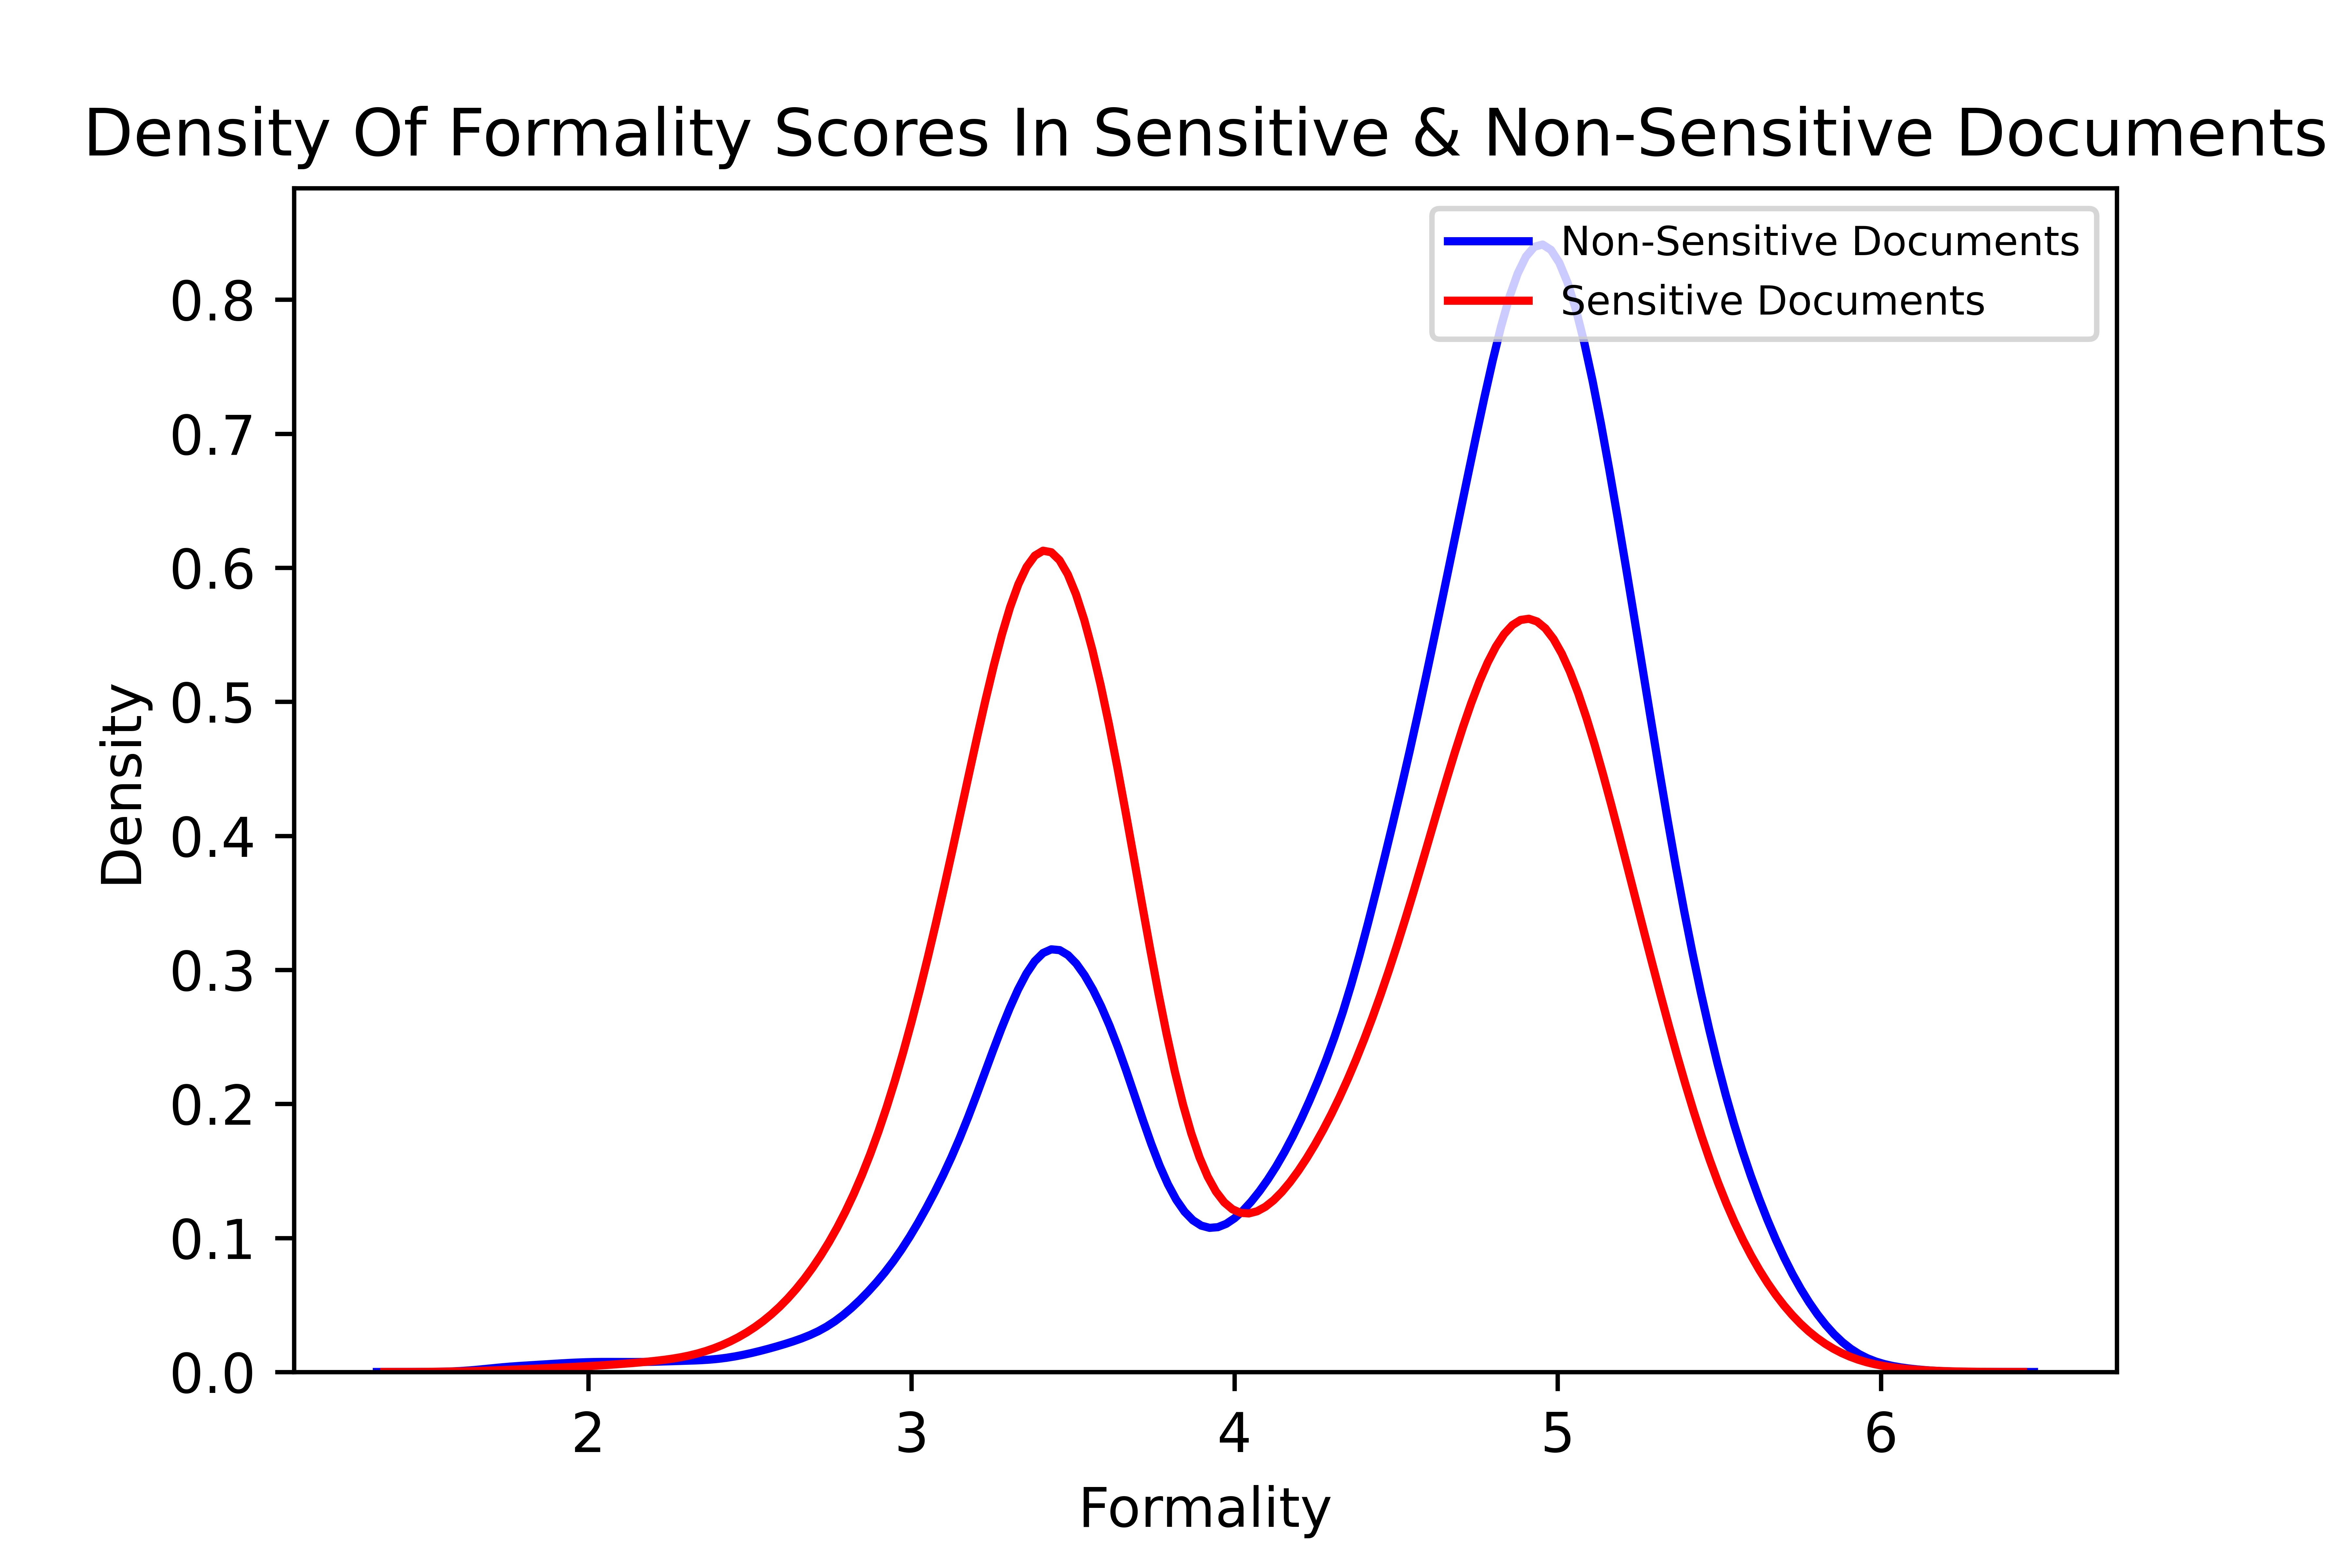 Density Of Formality Scores In Sensitive & Non-Sensitive Documents
Non-Sensitive Documents
Sensitive Documents
0.8
0.7
0.6
0.5
0.4
0.3
0.2
0.1
0.0
Density
2 3 4 5 6
Formality